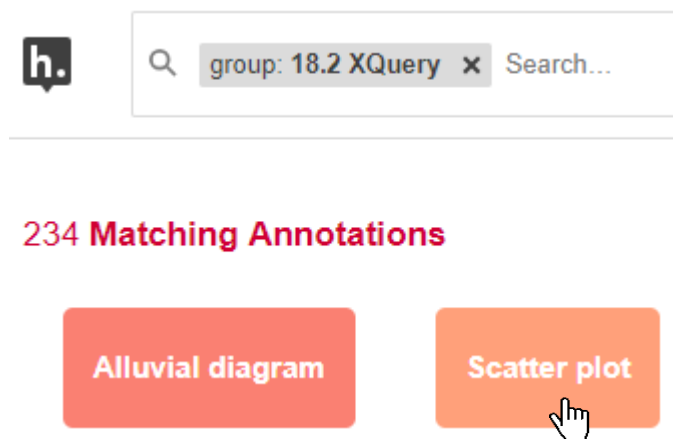 h.
group: 18.2 XQuery × Search...
234 Matching Annotations
Alluvial diagram
Scatter plot